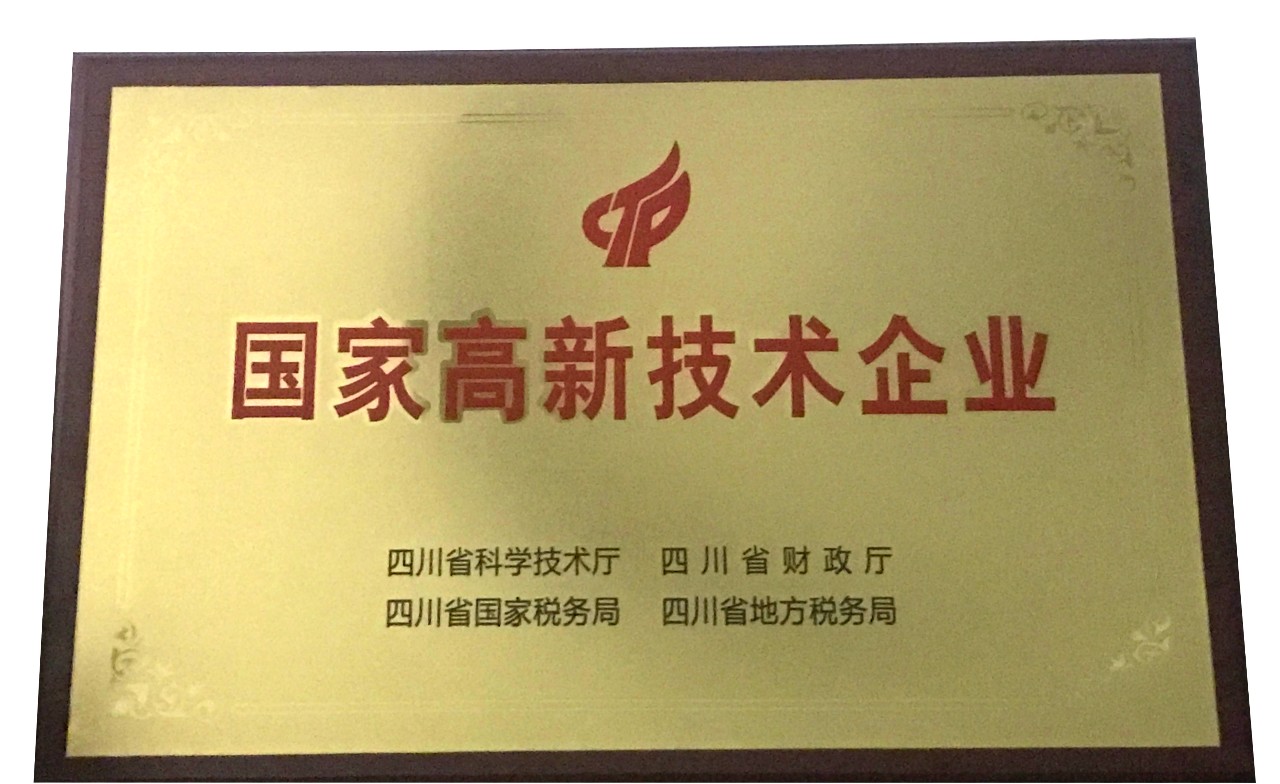 CTP
国家高新技术企业
四川省科学技术厅 四川省财政厅
四川省国家税务局 四川省地方税务局